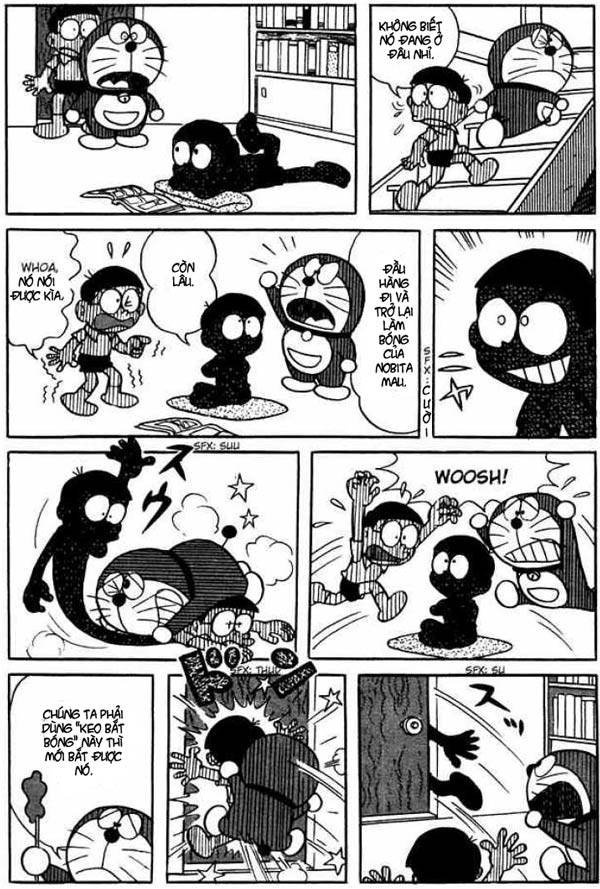 KHÔNG BIẾT
NÓ ĐANG Ở
ĐÂU NHỈ.
SFX: CƯỜI
ĐẦU
HÀNG
ĐI VÀ
TRỞ LẠI
LÀM
BÓNG
CỦA
NOBITA
MAU.
CÒN
LÂU.
WHOA,
NÓ NÓI
ĐƯỢC KÌA.
WOOSH!
SFX: SUU
スウ
SFX: SU
スッ
SFX: THUD
CHÚNG TA PHẢI
DÙNG "KEO BẮT
BÓNG" NÀY THÌ
MỚI BẮT ĐƯỢC
NÓ.